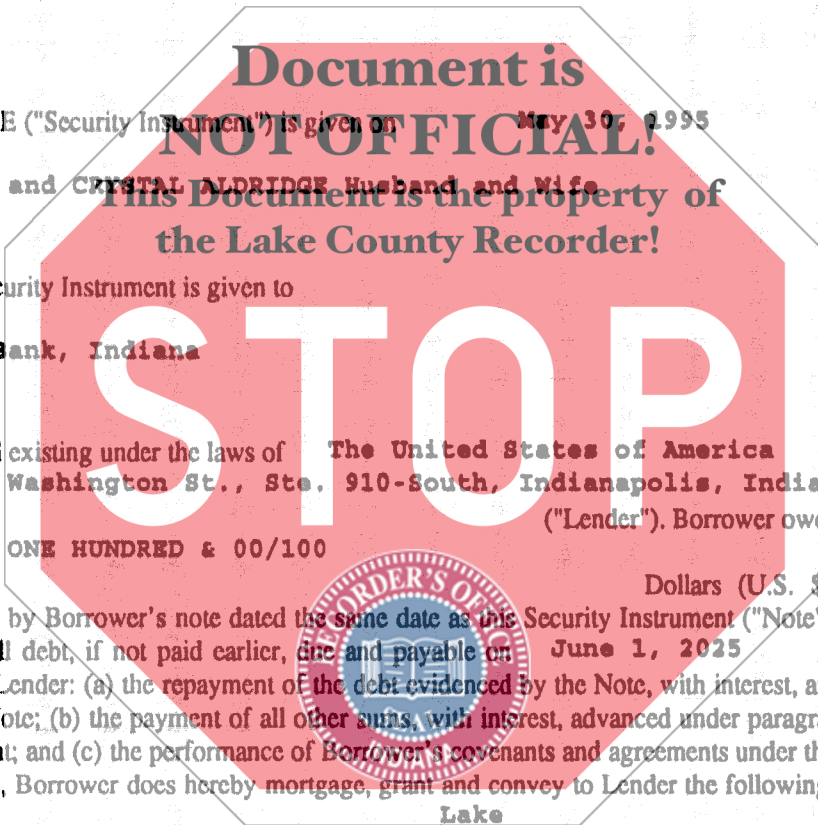 Document is
E ("Security Instrument") is given on May 30, 1995
NOT OFFICIAL!
and CRYSTAL ALDRIDGE Husband and Wife
This Document is the property of
the Lake County Recorder!
curity Instrument is given to
STOP
Bank, Indiana
existing under the laws of The United States of America
Washington St., Ste. 910-South, Indianapolis, India
("Lender"). Borrower owe
ONE HUNDRED & 00/100
Dollars (U.S. $
by Borrower's note dated the same date as this Security Instrument ("Note"
ll debt, if not paid earlier, due and payable on June 1, 2025
Lender: (a) the repayment of the debt evidenced by the Note, with interest, a
ote; (b) the payment of all other sums, with interest, advanced under paragra
t; and (c) the performance of Borrower's covenants and agreements under th
, Borrower does hereby mortgage, grant and convey to Lender the following
Lake
RECORDER'S OFFIC